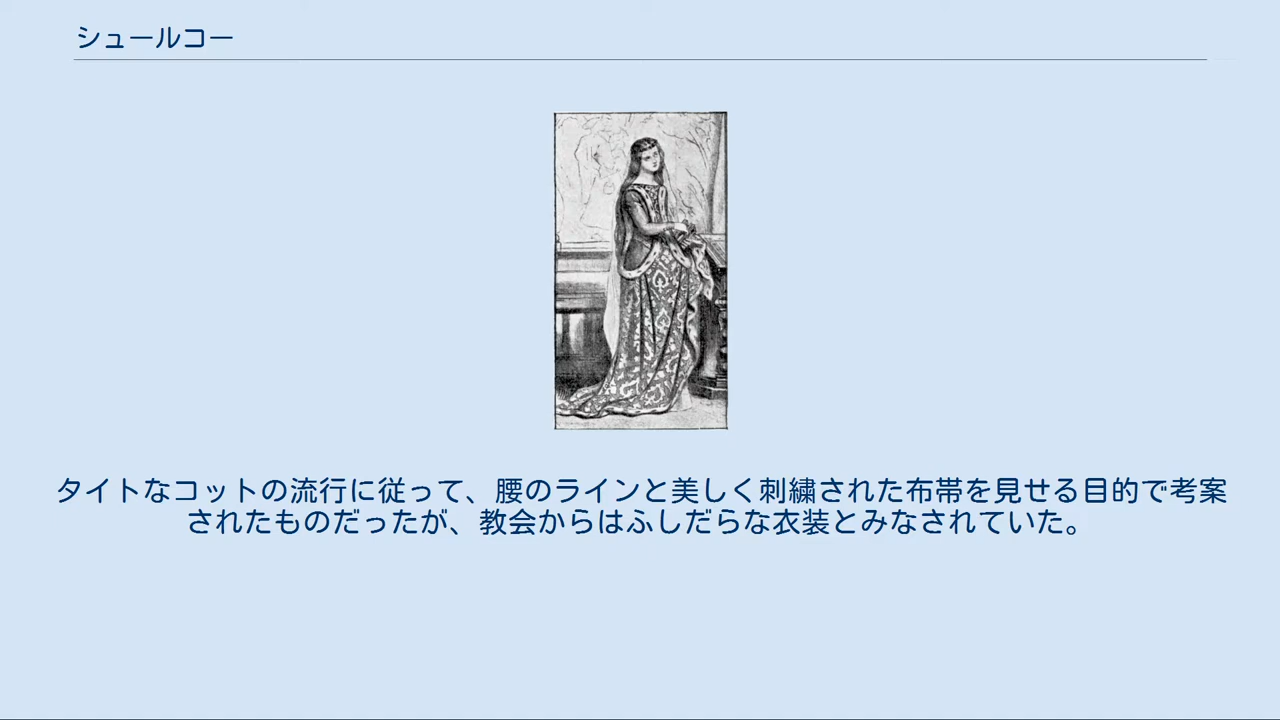 シュールコー
タイトなコットの流行に従って、腰のラインと美しく刺繍された布帯を見せる目的で考案
されたものだったが、教会からはふしだらな衣装とみなされていた。